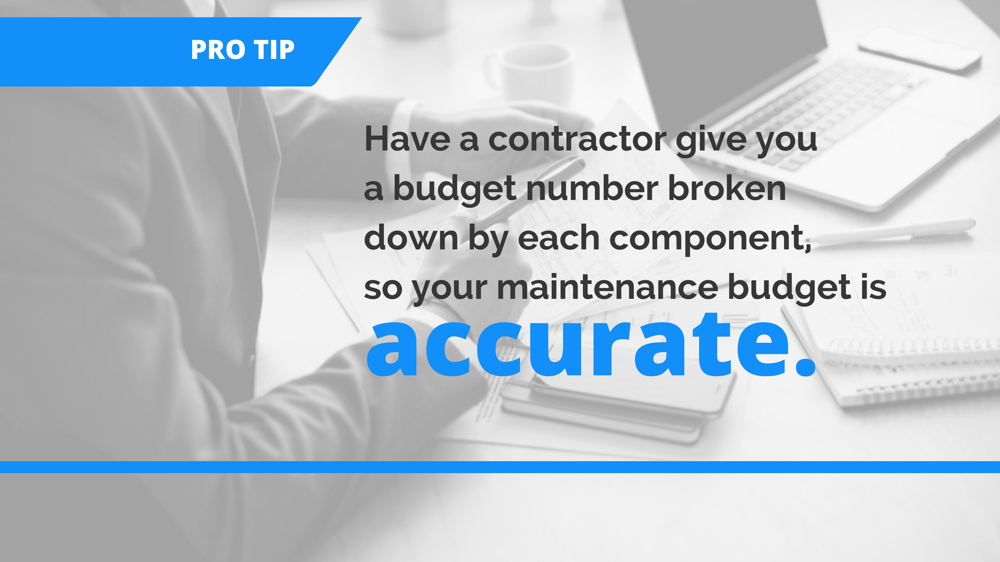 PRO TIP
Have a contractor give you
a budget number broken
down by each component,
so your maintenance budget is
accurate.